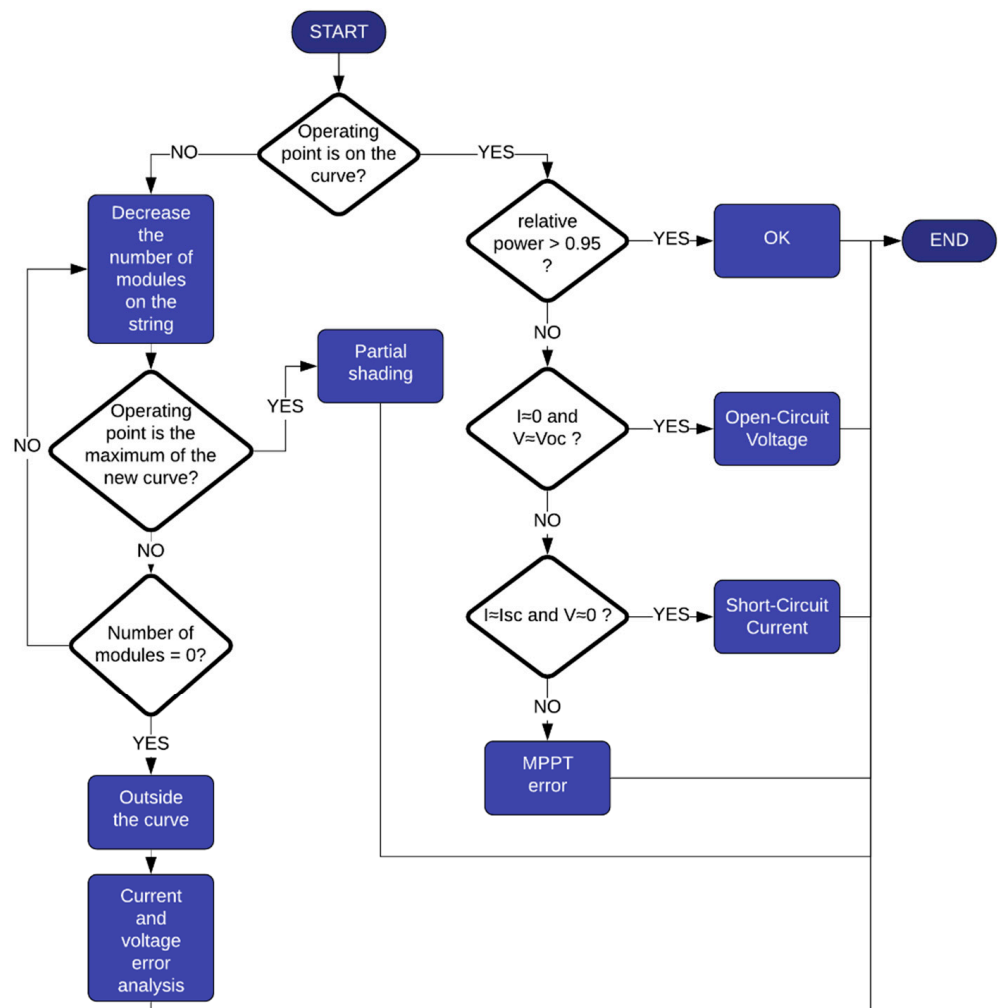 START
Operating
point is on the
curve?
NO
YES
Decrease
the
number of
modules
on the
string
relative
power > 0.95
?
YES
OK
END
NO
Partial
shading
YES
Operating
point is the
maximum of the
new curve?
NO
I≈0 and
V≈Voc ?
YES
Open-Circuit
Voltage
NO
NO
Number of
modules = 0?
I≈Isc and V≈0 ?
YES
Short-Circuit
Current
NO
YES
MPPT
error
Outside
the curve
Current
and
voltage
error
analysis